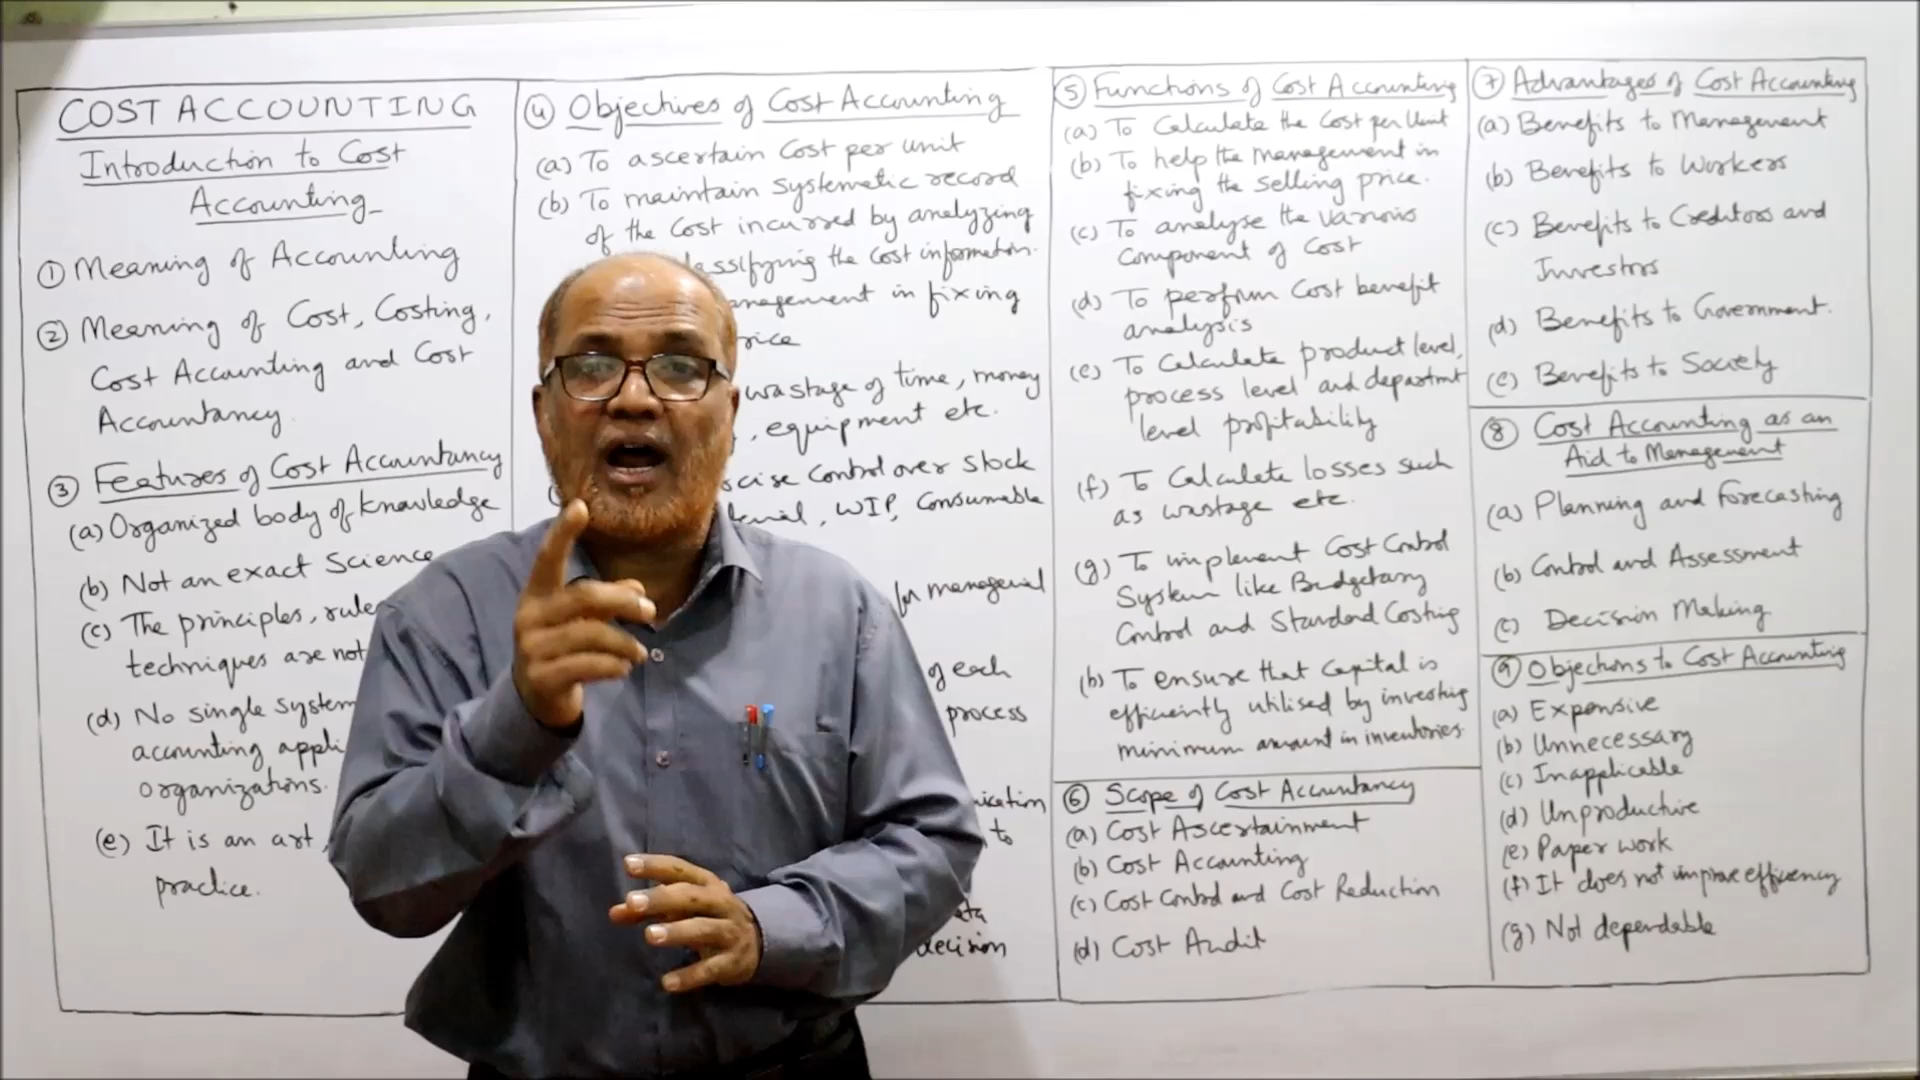 COST ACCOUNTING
Introduction to Cost
Accounting
① Meaning of Accounting
② Meaning of Cost, Costing,
Cost Accounting and Cost
Accountancy.
③ Features of Cost Accountancy
(a) Organized body of knowledge
(b) Not an exact Science
(c) The principles, rule
techniques are not
(d) No single system
accounting appli
organizations.
(e) It is an art,
practice.
④ Objectives of Cost Accounting
(a) To ascertain Cost per unit
(b) To maintain systematic record
of the Cost incurred by analyzing
lassifying the Cost information.
anagement in fixing
rice
wastage of time, money
, equipment etc.
cise Control over Stock
terial, WIP, Consumable
for managerial
of each
process
nication
to
ata
decision
⑤ Functions of Cost Accounting
(a) To Calculate the Cost per Unit
(b) To help the management in
fixing the selling price.
(c) To analyse the various
Component of Cost
(d) To perform Cost benefit
analysis
(e) To Calculate product level,
process level and departmt
level profitability
(f) To Calculate losses such
as wastage etc.
(g) To implement Cost Control
System like Budgetary
Control and Standard Costing
(h) To ensure that Capital is
efficiently utilised by investing
minimum amount in inventories.
⑥ Scope of Cost Accountancy
(a) Cost Ascertainment
(b) Cost Accounting
(c) Cost Control and Cost Reduction
(d) Cost Audit
⑦ Advantages of Cost Accounting
(a) Benefits to Management
(b) Benefits to Workers
(c) Benefits to Creditors and
Investors
(d) Benefits to Government.
(e) Benefits to Society
⑧ Cost Accounting as an
Aid to Management
(a) Planning and Forecasting
(b) Control and Assessment
(c) Decision Making
⑨ Objections to Cost Accounting
(a) Expensive
(b) Unnecessary
(c) Inapplicable
(d) Unproductive
(e) Paper work
(f) It does not improve efficiency
(g) Not dependable